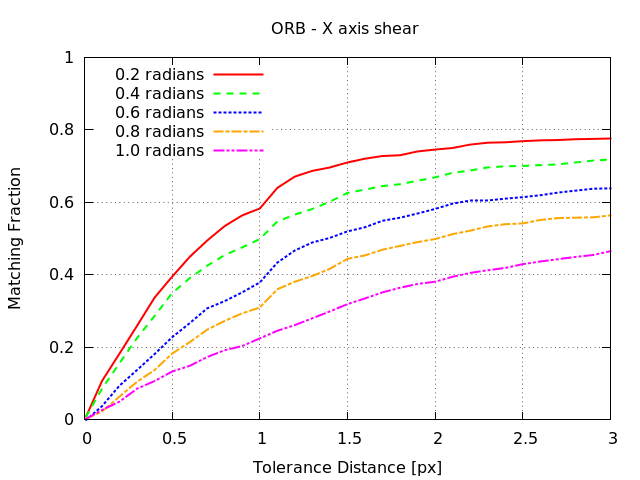 ORB - X axis shear
1
0.8
0.6
0.4
0.2
0
Matching Fraction
0.2 radians
0.4 radians
0.6 radians
0.8 radians
1.0 radians
0 0.5 1 1.5 2 2.5 3
Tolerance Distance [px]